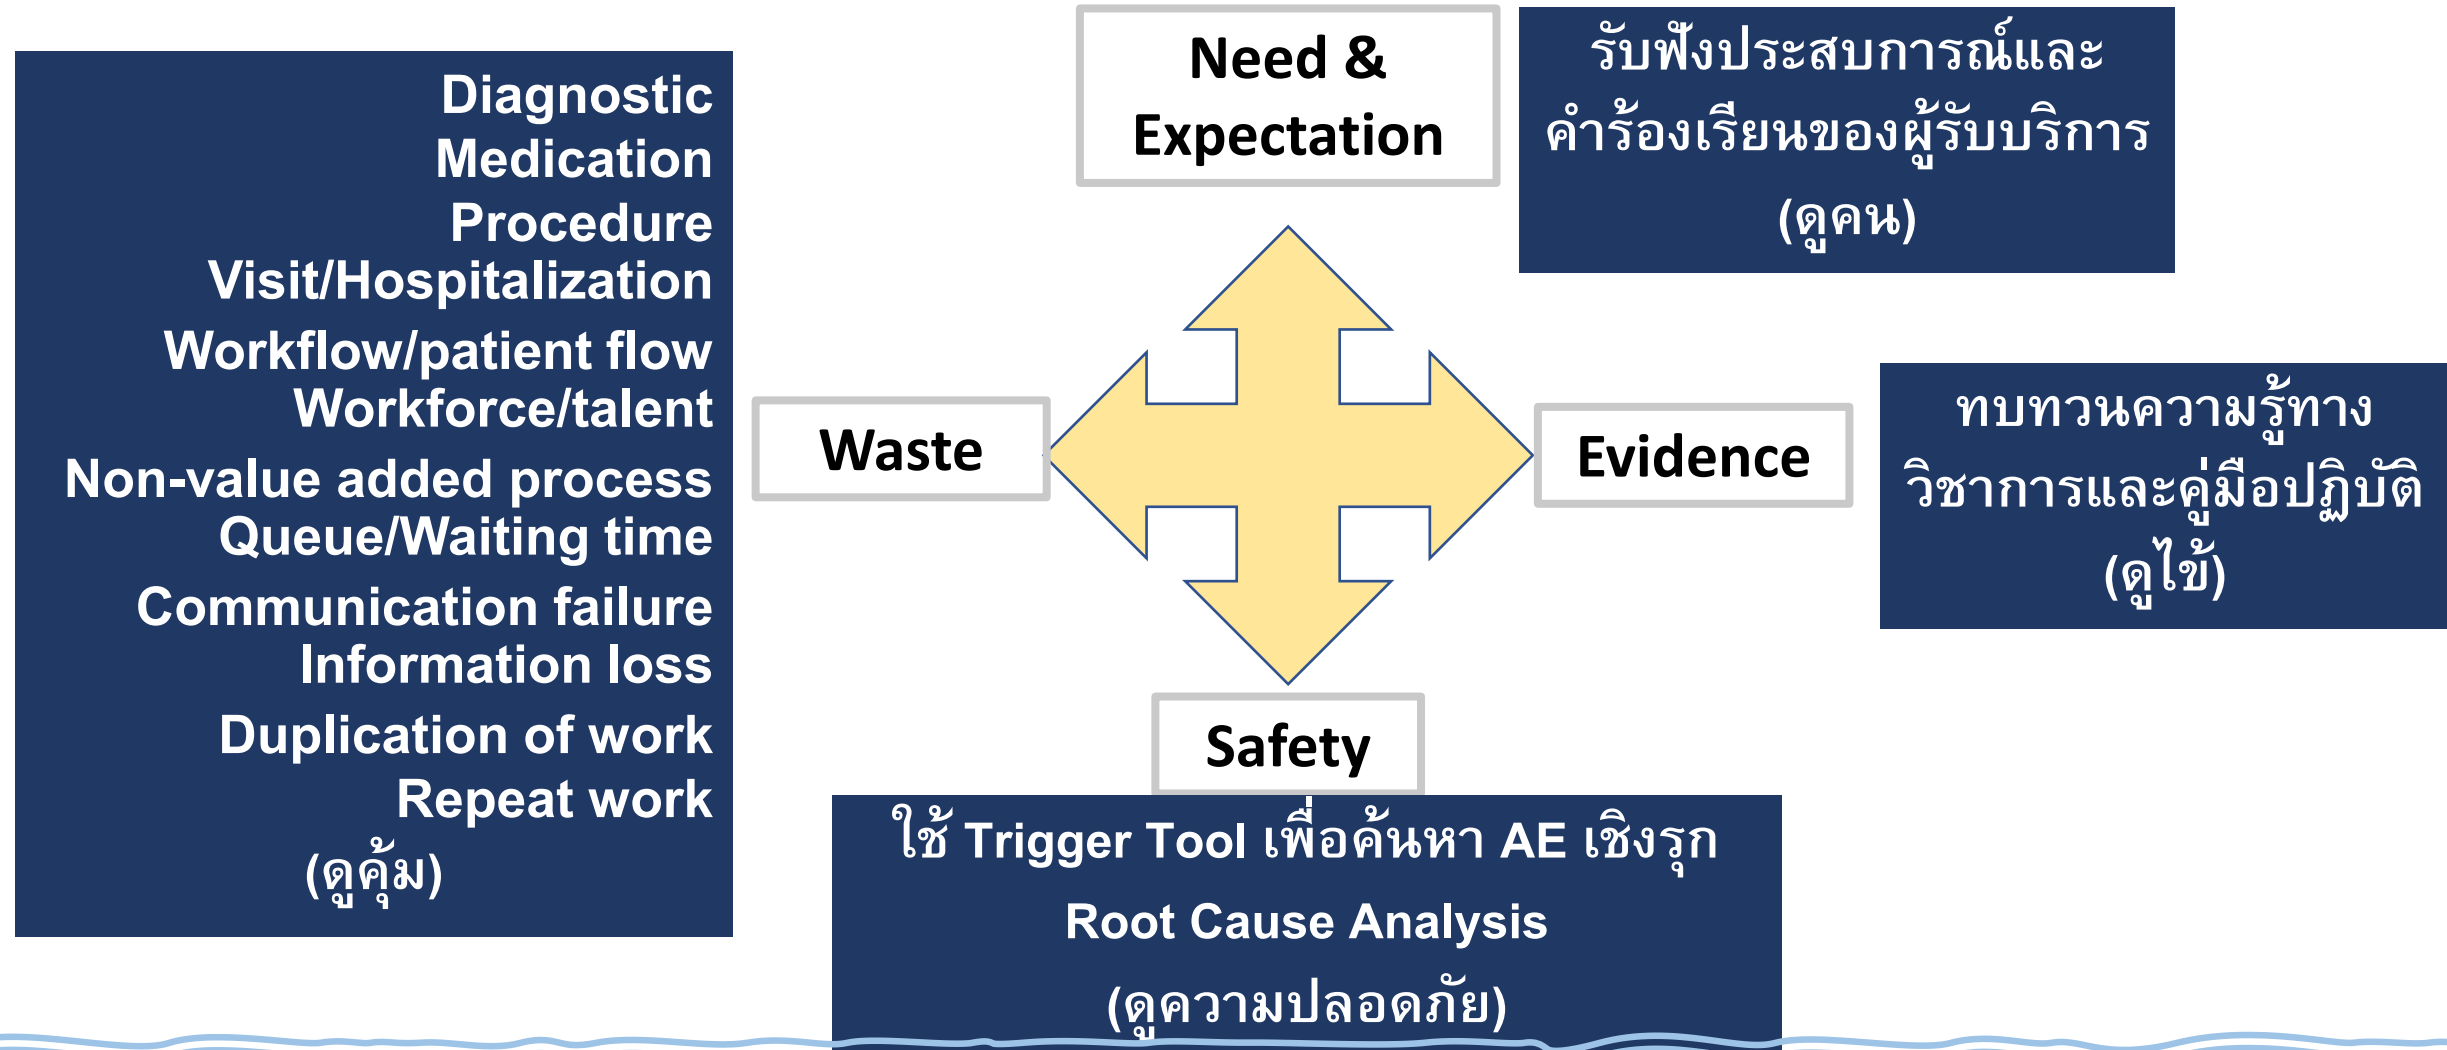 Need &
Expectation
รับฟังประสบการณ์และ
คำร้องเรียนของผู้รับบริการ
(ดูคน)
Diagnostic
Medication
Procedure
Visit/Hospitalization
Workflow/patient flow
Workforce/talent
Non-value added process
Queue/Waiting time
Communication failure
Information loss
Duplication of work
Repeat work
(ดูคุ้ม)
Waste
Evidence
ทบทวนความรู้ทาง
วิชาการและคู่มือปฏิบัติ
(ดูไข้)
Safety
ใช้ Trigger Tool เพื่อค้นหา AE เชิงรุก
Root Cause Analysis
(ดูความปลอดภัย)